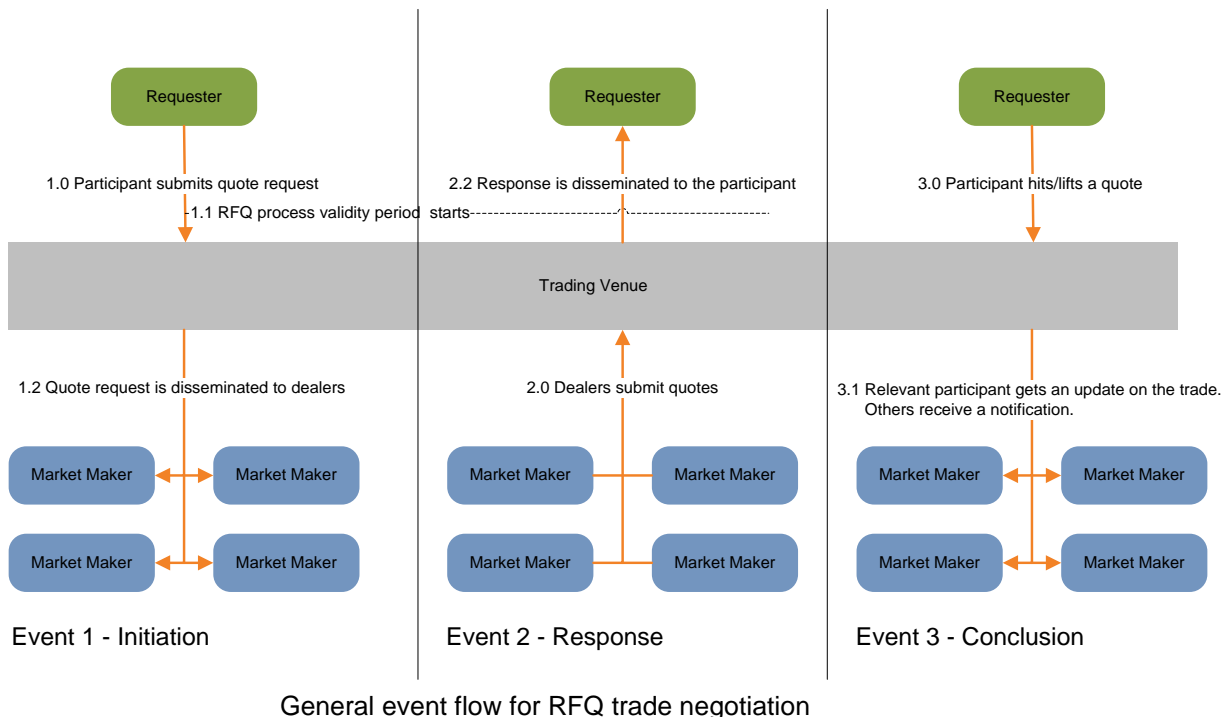 Requester
Requester
Requester
1.0 Participant submits quote request
2.2 Response is disseminated to the participant
3.0 Participant hits/lifts a quote
1.1 RFQ process validity period starts
Trading Venue
1.2 Quote request is disseminated to dealers
2.0 Dealers submit quotes
3.1 Relevant participant gets an update on the trade.
Others receive a notification.
Market Maker
Market Maker
Market Maker
Market Maker
Market Maker
Market Maker
Market Maker
Market Maker
Market Maker
Market Maker
Market Maker
Market Maker
Event 1 - Initiation
Event 2 - Response
Event 3 - Conclusion
General event flow for RFQ trade negotiation